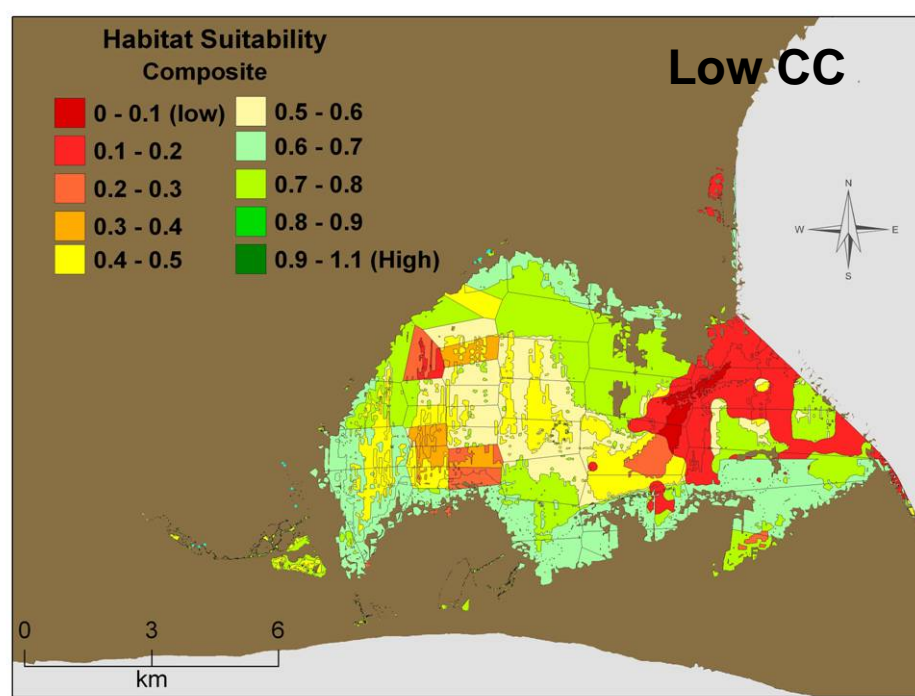 Habitat Suitability
Composite
Low CC
0 - 0.1 (low)
0.1 - 0.2
0.2 - 0.3
0.3 - 0.4
0.4 - 0.5
0.5 - 0.6
0.6 - 0.7
0.7 - 0.8
0.8 - 0.9
0.9 - 1.1 (High)
N
W E
S
0 3 6
km